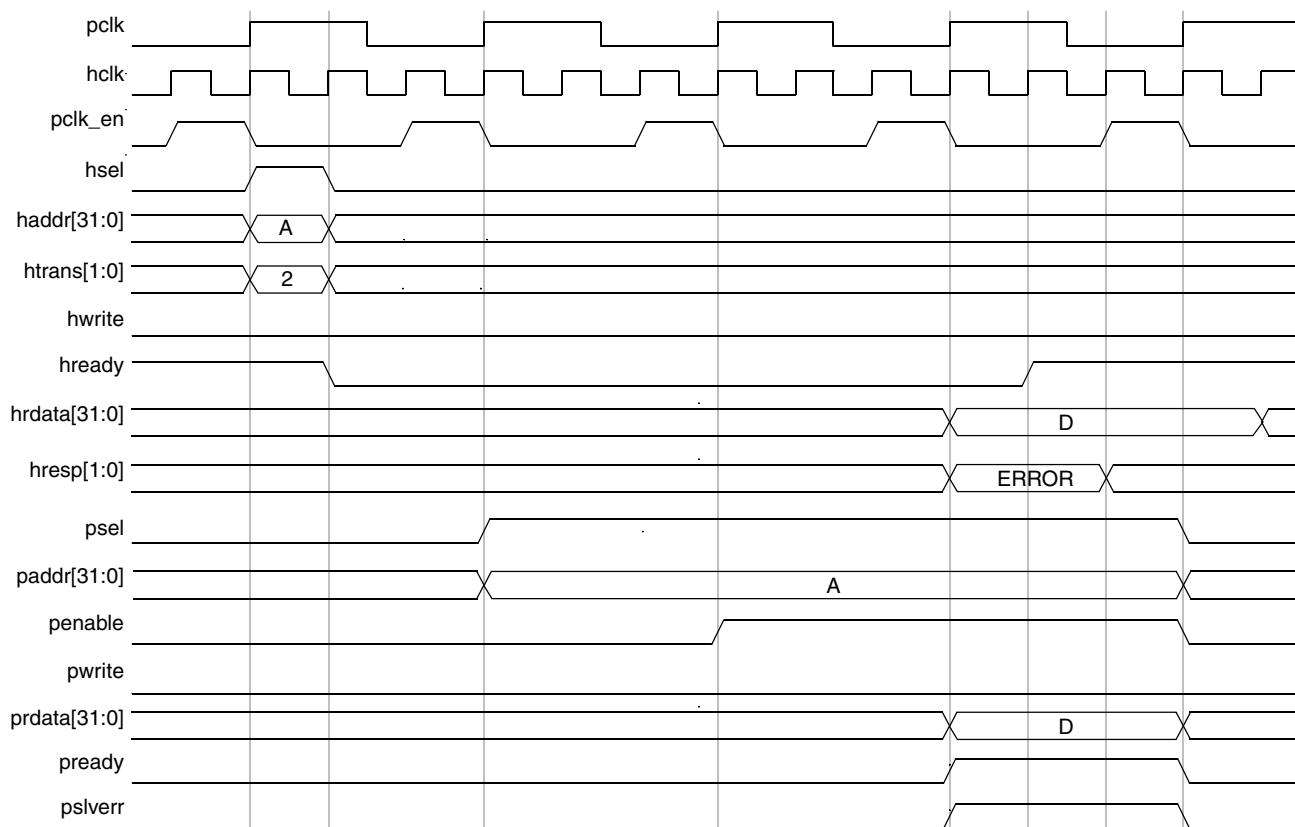 pclk
hclk
pclk_en
hsel
haddr[31:0] A
htrans[1:0] 2
hwrite
hready
hrdata[31:0] D
hresp[1:0] ERROR
psel
paddr[31:0] A
penable
pwrite
prdata[31:0] D
pready
pslverr